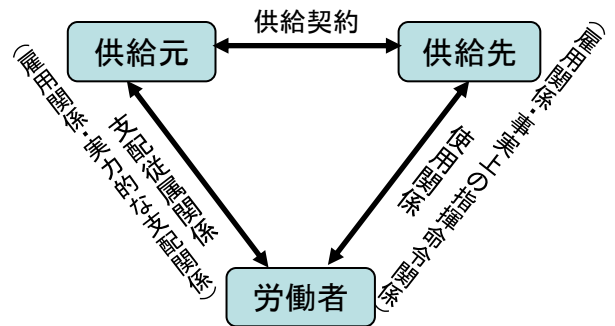 供給契約
供給元
供給先
支配従属関係
(雇用関係・実力的な支配関係)
使用関係
(雇用関係・事実上の指揮命令関係)
労働者